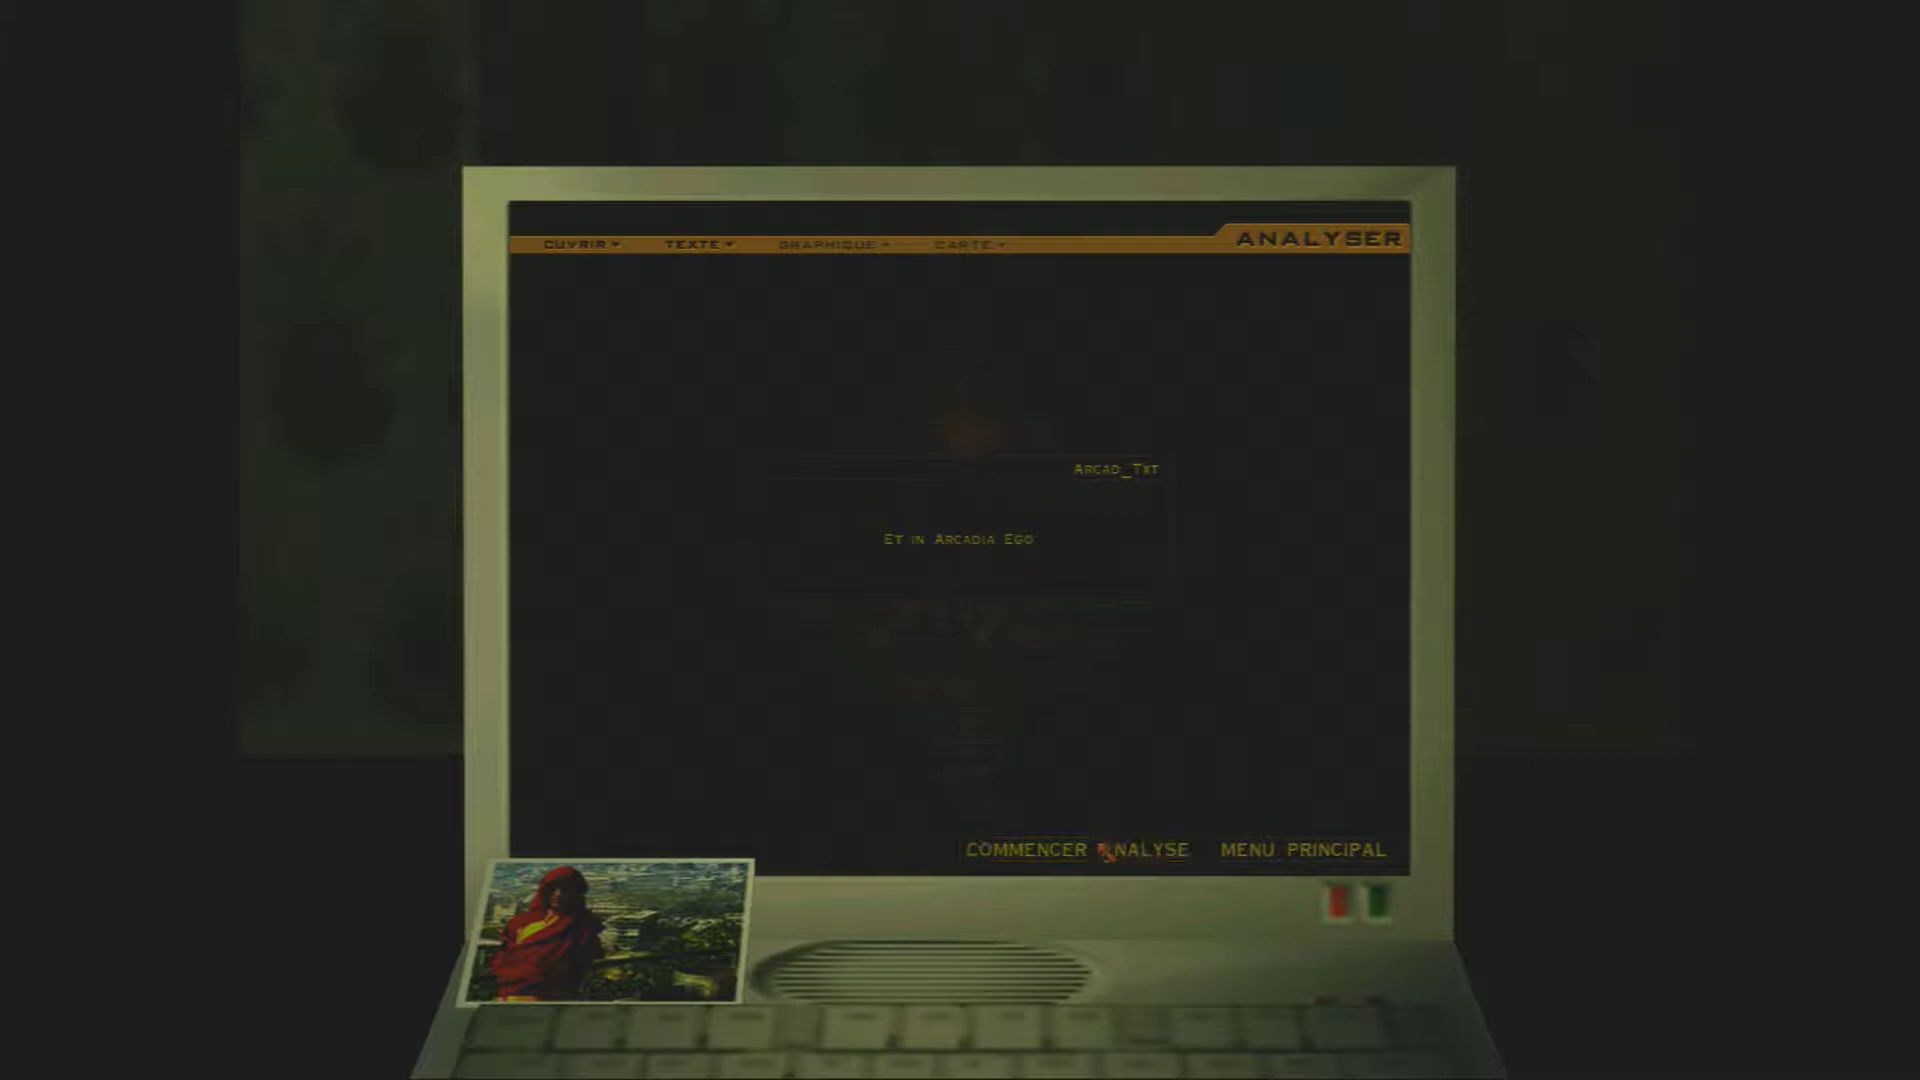 OUVRIR TEXTE GRAPHIQUE CARTE ANALYSER
ARCAD_TXT
ET IN ARCADIA EGO
COMMENCER ANALYSE MENU PRINCIPAL